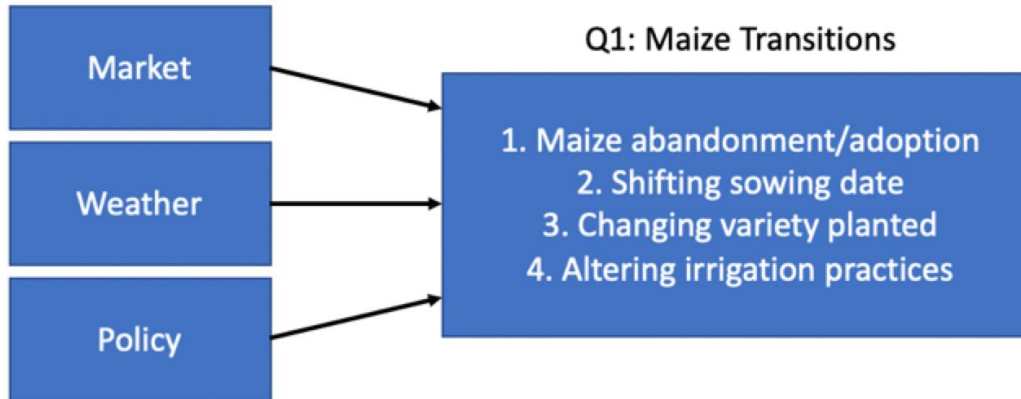 Market
Weather
Policy
Q1: Maize Transitions
1. Maize abandonment/adoption
2. Shifting sowing date
3. Changing variety planted
4. Altering irrigation practices